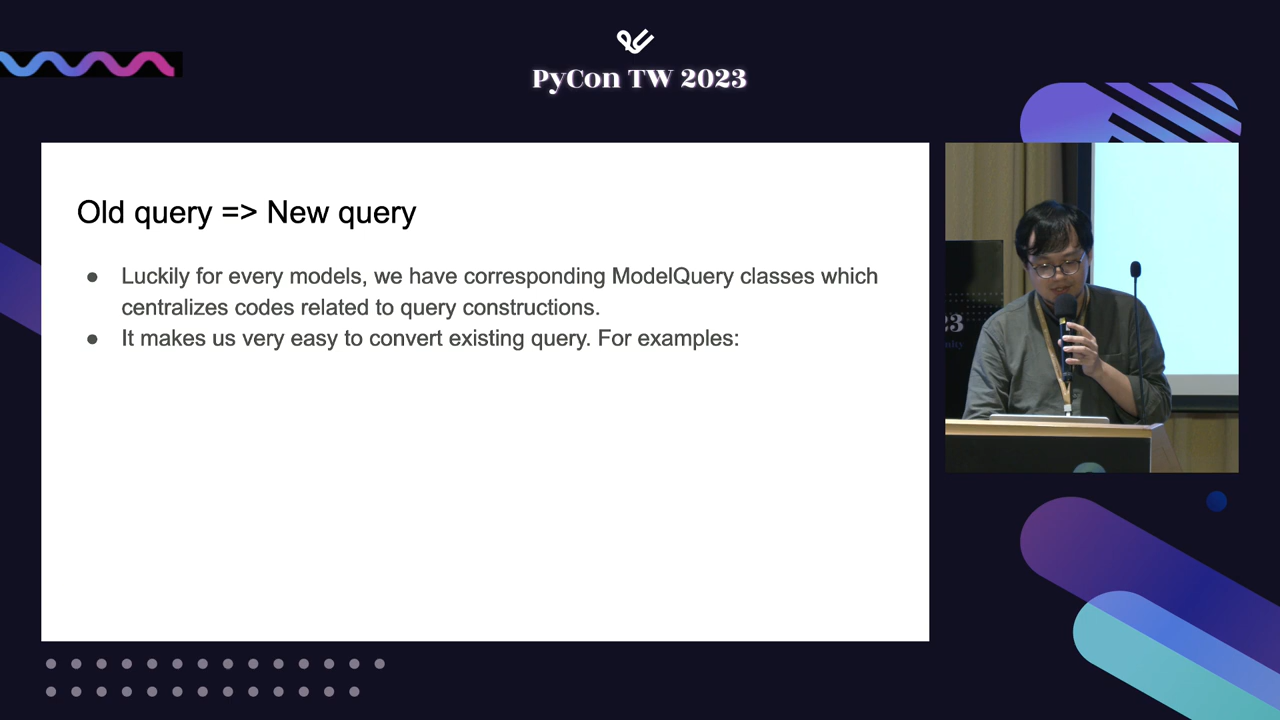 PyCon TW 2023
Old query => New query
● Luckily for every models, we have corresponding ModelQuery classes which
centralizes codes related to query constructions.
● It makes us very easy to convert existing query. For examples:
23